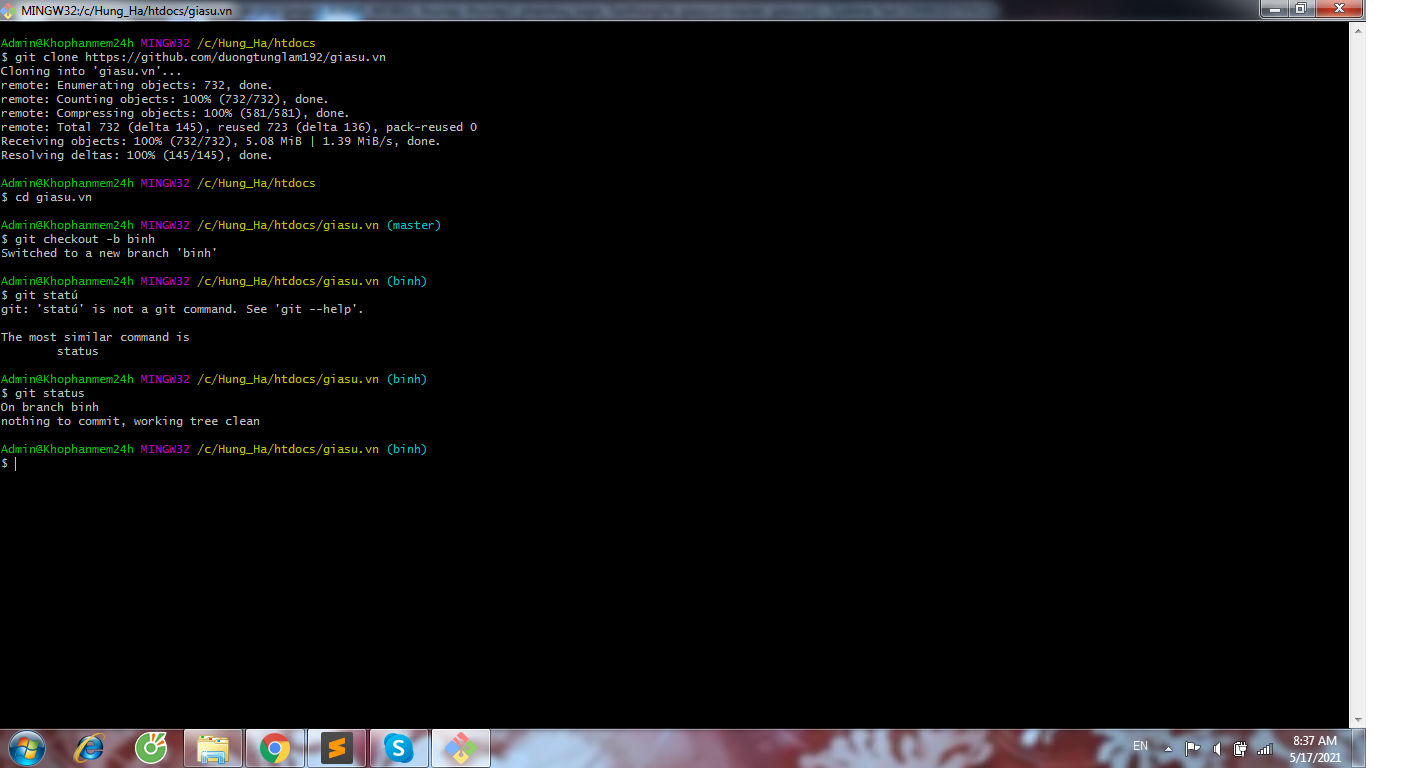 MINGW32:/c/Hung_Ha/htdocs/giasu.vn
Admin@Khophanmem24h MINGW32 /c/Hung_Ha/htdocs
$ git clone https://github.com/duongtunglam192/giasu.vn
Cloning into 'giasu.vn'...
remote: Enumerating objects: 732, done.
remote: Counting objects: 100% (732/732), done.
remote: Compressing objects: 100% (581/581), done.
remote: Total 732 (delta 145), reused 723 (delta 136), pack-reused 0
Receiving objects: 100% (732/732), 5.08 MiB | 1.39 MiB/s, done.
Resolving deltas: 100% (145/145), done.
Admin@Khophanmem24h MINGW32 /c/Hung_Ha/htdocs
$ cd giasu.vn
Admin@Khophanmem24h MINGW32 /c/Hung_Ha/htdocs/giasu.vn (master)
$ git checkout -b binh
Switched to a new branch 'binh'
Admin@Khophanmem24h MINGW32 /c/Hung_Ha/htdocs/giasu.vn (binh)
$ git statú
git: 'statú' is not a git command. See 'git --help'.
The most similar command is
status
Admin@Khophanmem24h MINGW32 /c/Hung_Ha/htdocs/giasu.vn (binh)
$ git status
On branch binh
nothing to commit, working tree clean
Admin@Khophanmem24h MINGW32 /c/Hung_Ha/htdocs/giasu.vn (binh)
$
EN
8:37 AM
5/17/2021